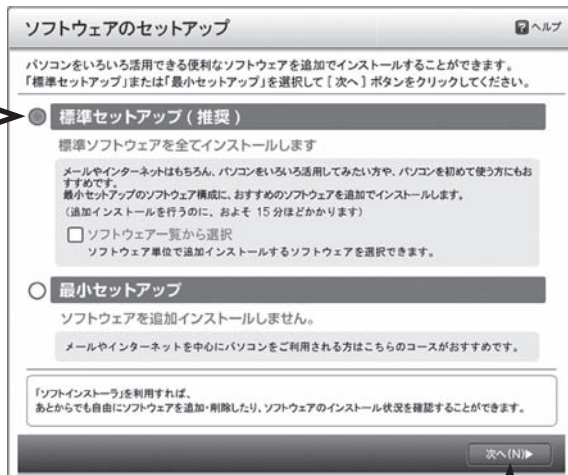 ソフトウェアのセットアップ
?ヘルプ
パソコンをいろいろ活用できる便利なソフトウェアを追加でインストールすることができます。
「標準セットアップ」または「最小セットアップ」を選択して [ 次へ ] ボタンをクリックしてください。
標準セットアップ ( 推奨 )
標準ソフトウェアを全てインストールします
メールやインターネットはもちろん、パソコンをいろいろ活用してみたい方や、パソコンを初めて使う方にもお
すすめです。
最小セットアップのソフトウェア構成に、おすすめのソフトウェアを追加でインストールします。
(追加インストールを行うのに、およそ 15 分ほどかかります)
ソフトウェア一覧から選択
ソフトウェア単位で追加インストールするソフトウェアを選択できます。
最小セットアップ
ソフトウェアを追加インストールしません。
メールやインターネットを中心にパソコンをご利用される方はこちらのコースがおすすめです。
「ソフトインストーラ」を利用すれば、
あとからでも自由にソフトウェアを追加・削除したり、ソフトウェアのインストール状況を確認することができます。
次へ(N)▶